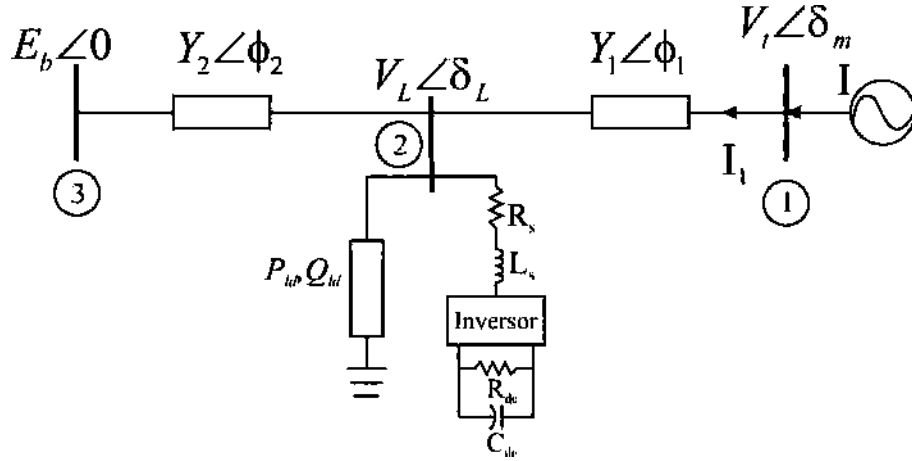 E_b∠0
Y_2∠ϕ_2
V_L∠δ_L
Y_1∠ϕ_1
V_t∠δ_m
I
I_t
3
2
1
P_ld, Q_ld
R_s
L_s
Inversor
R_dc
C_dc